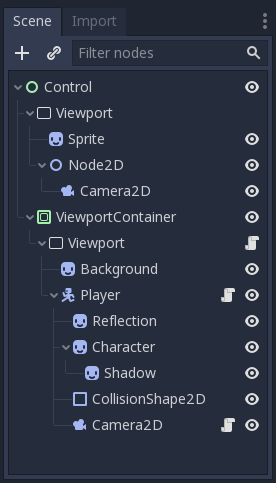 Scene Import
Filter nodes
Control
Viewport
Sprite
Node2D
Camera2D
ViewportContainer
Viewport
Background
Player
Reflection
Character
Shadow
CollisionShape2D
Camera2D